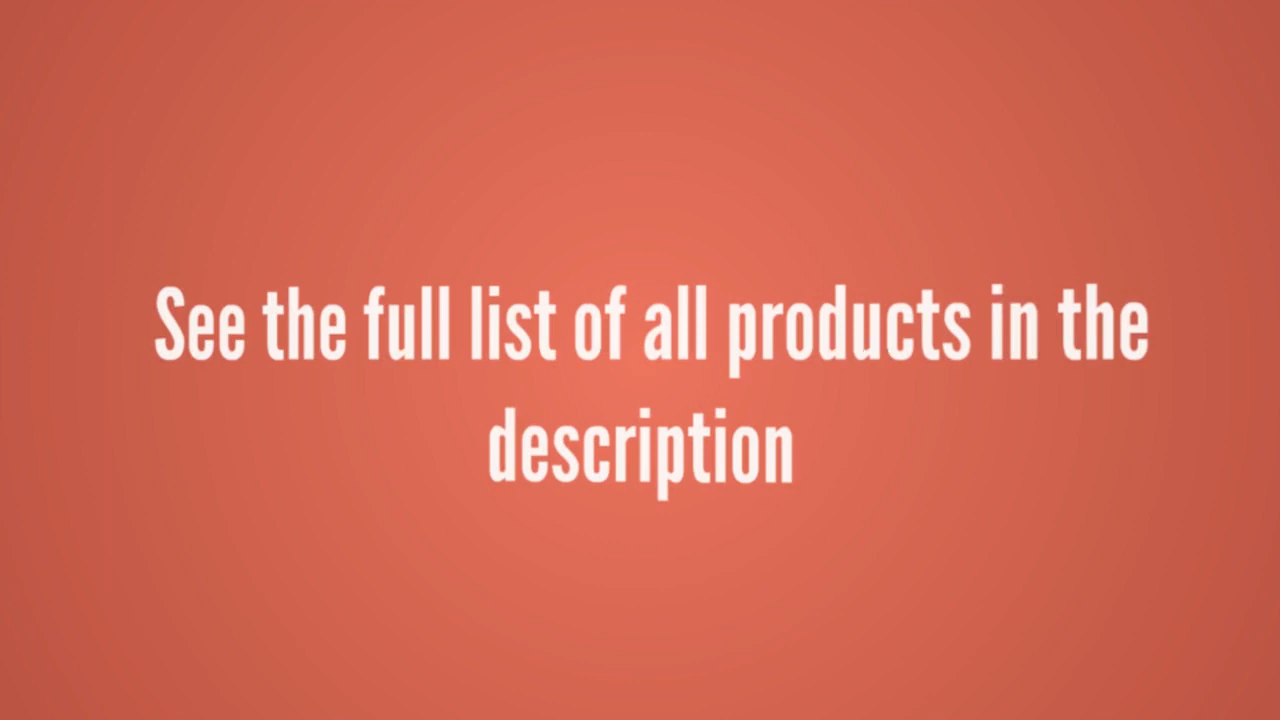 See the full list of all products in the
description